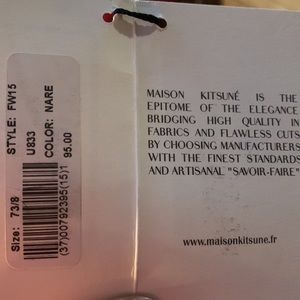 STYLE: FW15
U833
COLOR: NARE
95.00
(37)00792395(15)1
Size: 73/8
MAISON KITSUNÉ IS THE
EPITOME OF THE ELEGANCE
BRIDGING HIGH QUALITY IN
FABRICS AND FLAWLESS CUTS
BY CHOOSING MANUFACTURERS
WITH THE FINEST STANDARDS
AND ARTISANAL "SAVOIR-FAIRE"
www.maisonkitsune.fr